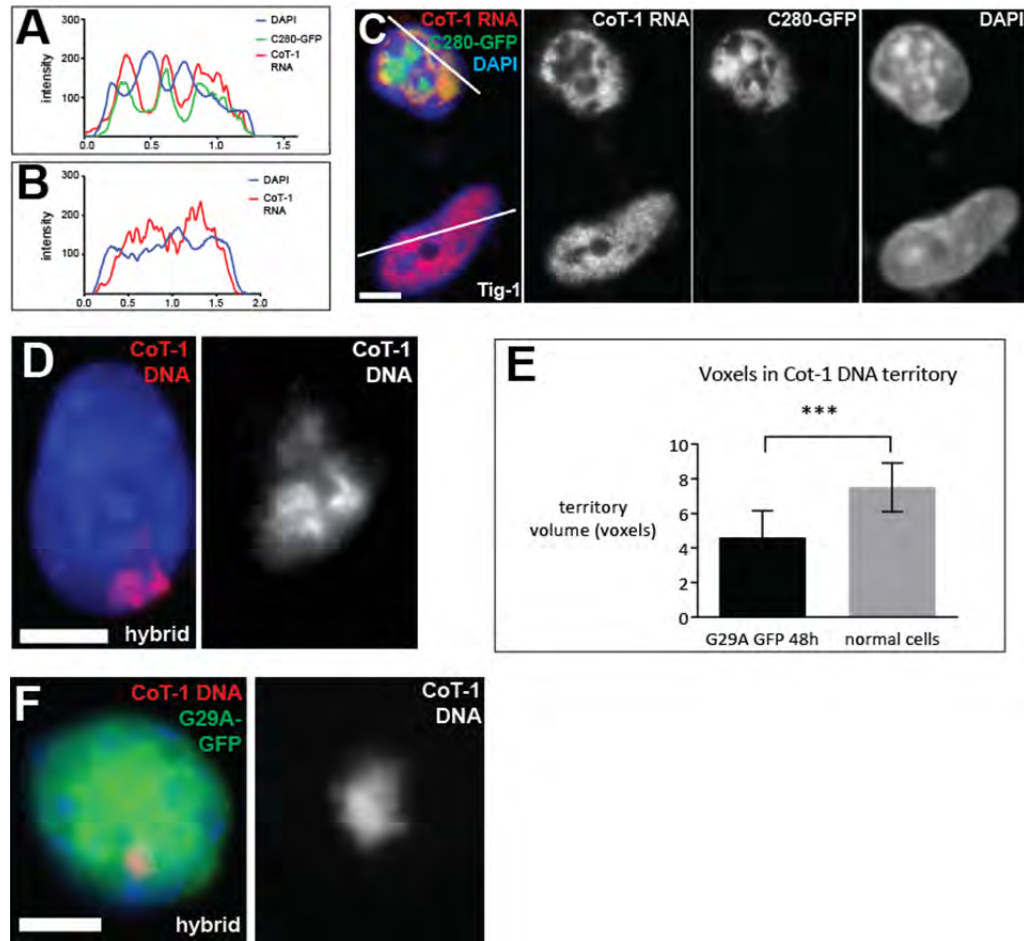 A
300
200
100
intensity
DAPI
C280-GFP
CoT-1
RNA
0.0
0.5
1.0
1.5
B
300
200
100
intensity
DAPI
CoT-1
RNA
0.0
0.5
1.0
1.5
2.0
C
CoT-1 RNA
C280-GFP
DAPI
Tig-1
CoT-1 RNA
C280-GFP
DAPI
D
CoT-1
DNA
hybrid
CoT-1
DNA
E
Voxels in Cot-1 DNA territory
***
territory
volume (voxels)
10
8
6
4
2
0
G29A GFP 48h
normal cells
F
CoT-1 DNA
G29A-
GFP
hybrid
CoT-1
DNA